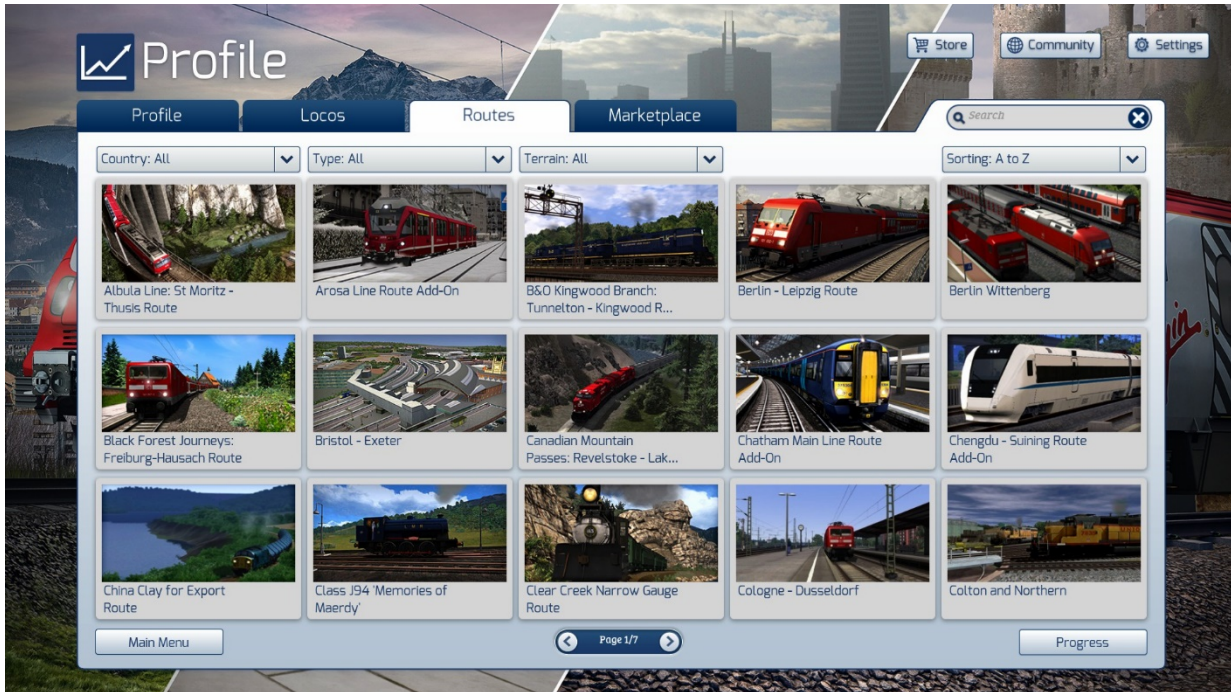 Profile
Store
Community
Settings
Profile
Locos
Routes
Marketplace
Search
Country: All
Type: All
Terrain: All
Sorting: A to Z
Albula Line: St Moritz -
Thusis Route
Arosa Line Route Add-On
B&O Kingwood Branch:
Tunnelton - Kingwood R...
Berlin - Leipzig Route
Berlin Wittenberg
Black Forest Journeys:
Freiburg-Hausach Route
Bristol - Exeter
Canadian Mountain
Passes: Revelstoke - Lak...
Chatham Main Line Route
Add-On
Chengdu - Suining Route
Add-On
China Clay for Export
Route
Class J94 'Memories of
Maerdy'
Clear Creek Narrow Gauge
Route
Cologne - Dusseldorf
Colton and Northern
Main Menu
Page 1/7
Progress